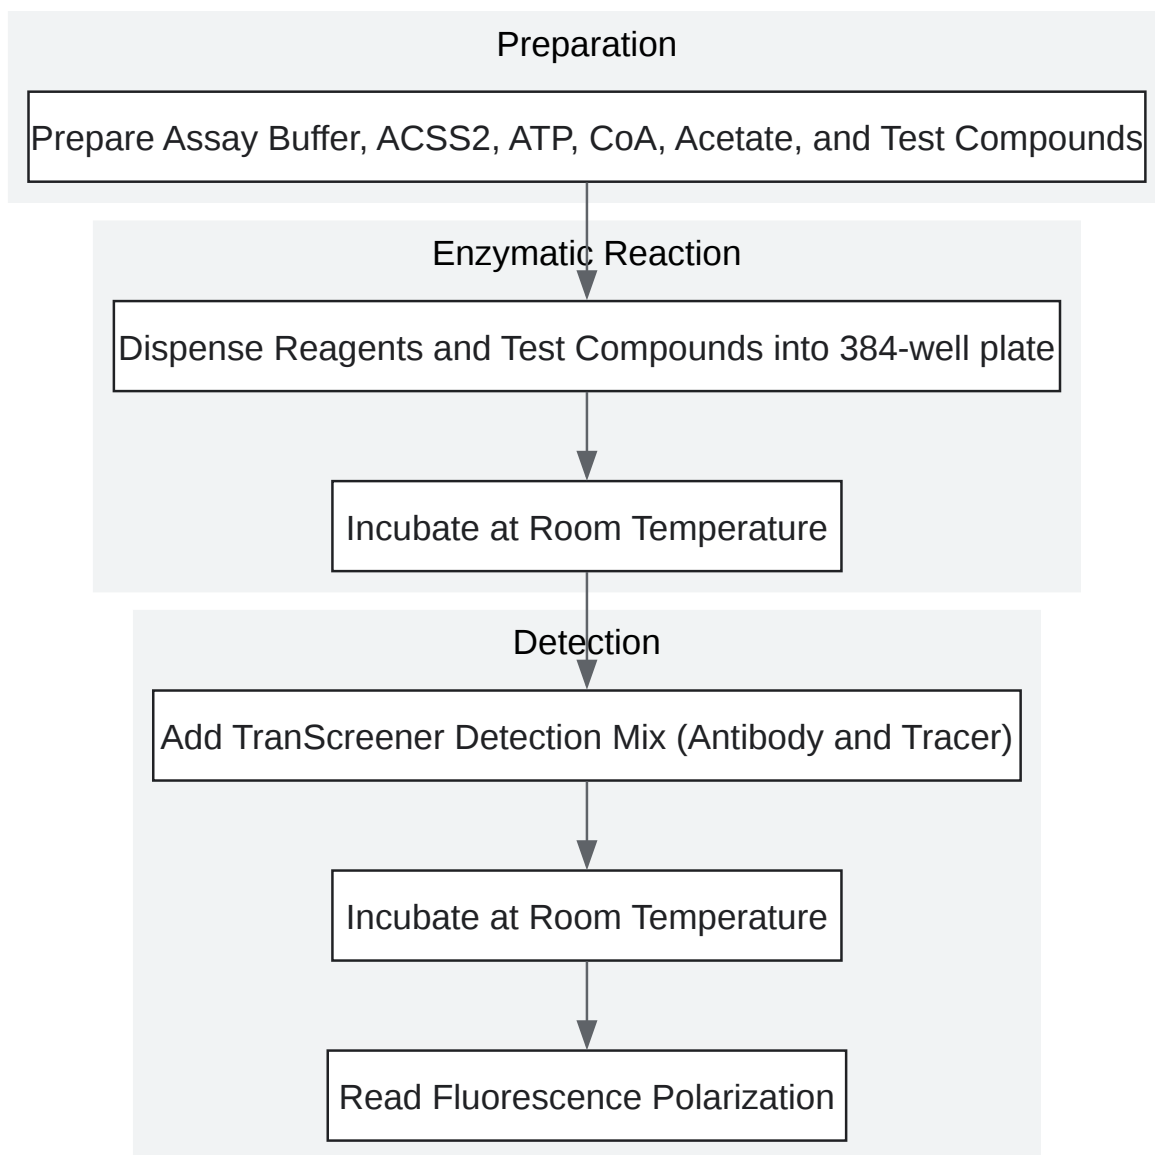 Preparation
Prepare Assay Buffer, ACSS2, ATP, CoA, Acetate, and Test Compounds
Enzymatic Reaction
Dispense Reagents and Test Compounds into 384-well plate
Incubate at Room Temperature
Detection
Add TranScreener Detection Mix (Antibody and Tracer)
Incubate at Room Temperature
Read Fluorescence Polarization